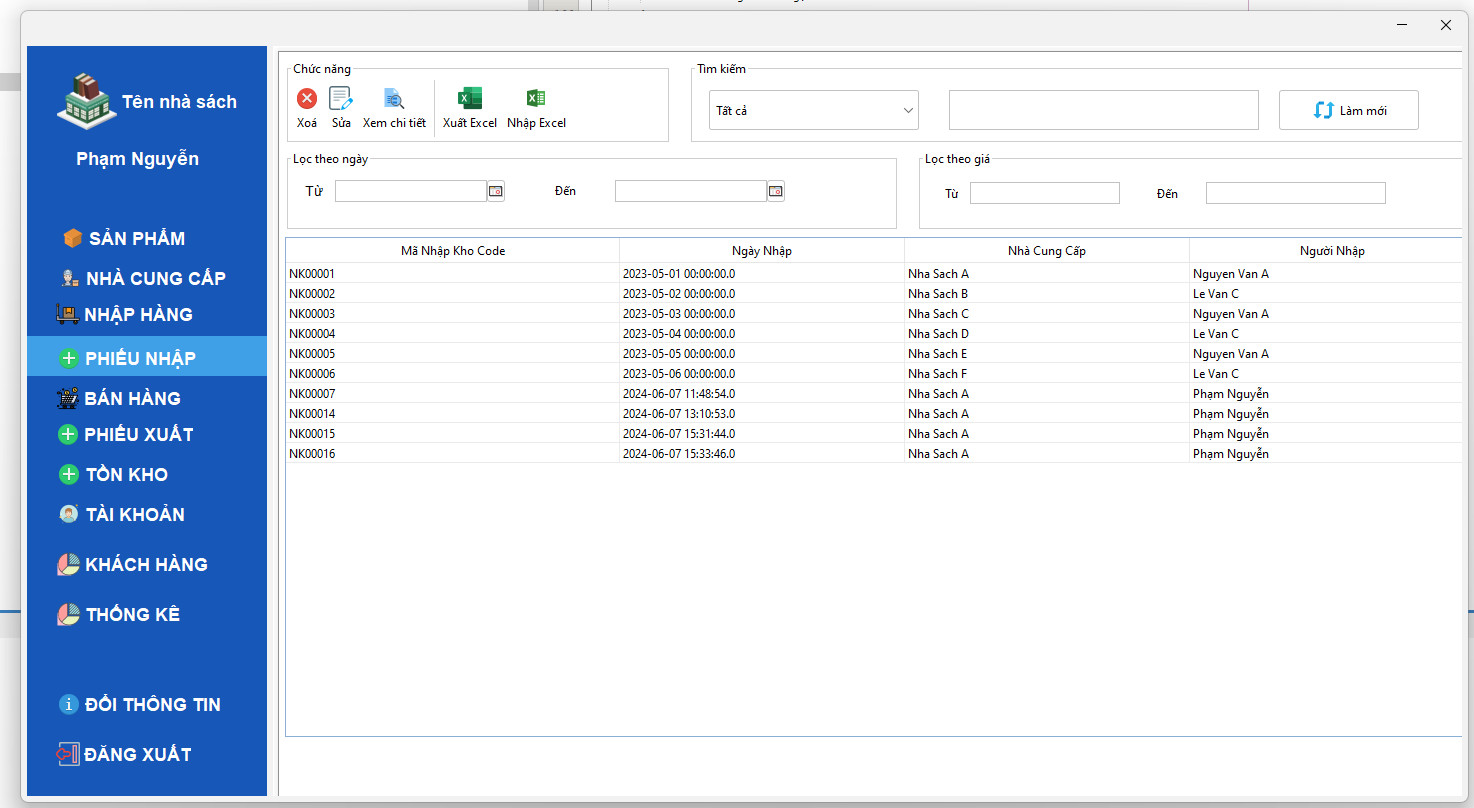 Tên nhà sách
Phạm Nguyễn
SẢN PHẨM
NHÀ CUNG CẤP
NHẬP HÀNG
PHIẾU NHẬP
BÁN HÀNG
PHIẾU XUẤT
TỒN KHO
TÀI KHOẢN
KHÁCH HÀNG
THỐNG KÊ
ĐỔI THÔNG TIN
ĐĂNG XUẤT
Chức năng
Xoá Sửa Xem chi tiết Xuất Excel Nhập Excel
Tìm kiếm
Tất cả
Làm mới
Lọc theo ngày
Từ Đến
Lọc theo giá
Từ Đến
Mã Nhập Kho Code Ngày Nhập Nhà Cung Cấp Người Nhập
NK00001 2023-05-01 00:00:00.0 Nha Sach A Nguyen Van A
NK00002 2023-05-02 00:00:00.0 Nha Sach B Le Van C
NK00003 2023-05-03 00:00:00.0 Nha Sach C Nguyen Van A
NK00004 2023-05-04 00:00:00.0 Nha Sach D Le Van C
NK00005 2023-05-05 00:00:00.0 Nha Sach E Nguyen Van A
NK00006 2023-05-06 00:00:00.0 Nha Sach F Le Van C
NK00007 2024-06-07 11:48:54.0 Nha Sach A Phạm Nguyễn
NK00014 2024-06-07 13:10:53.0 Nha Sach A Phạm Nguyễn
NK00015 2024-06-07 15:31:44.0 Nha Sach A Phạm Nguyễn
NK00016 2024-06-07 15:33:46.0 Nha Sach A Phạm Nguyễn